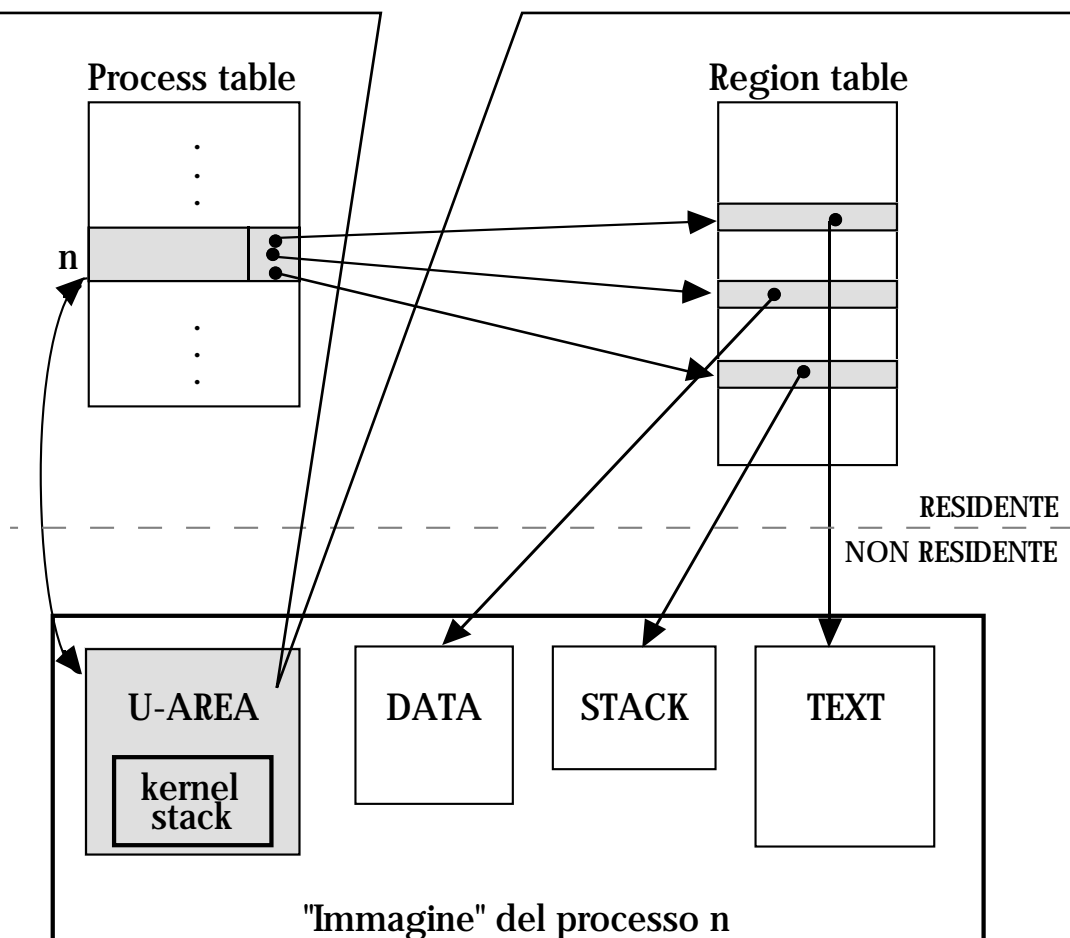 Process table
Region table
.
.
.
n
.
.
.
RESIDENTE
NON RESIDENTE
U-AREA
DATA
STACK
TEXT
kernel
stack
"Immagine" del processo n